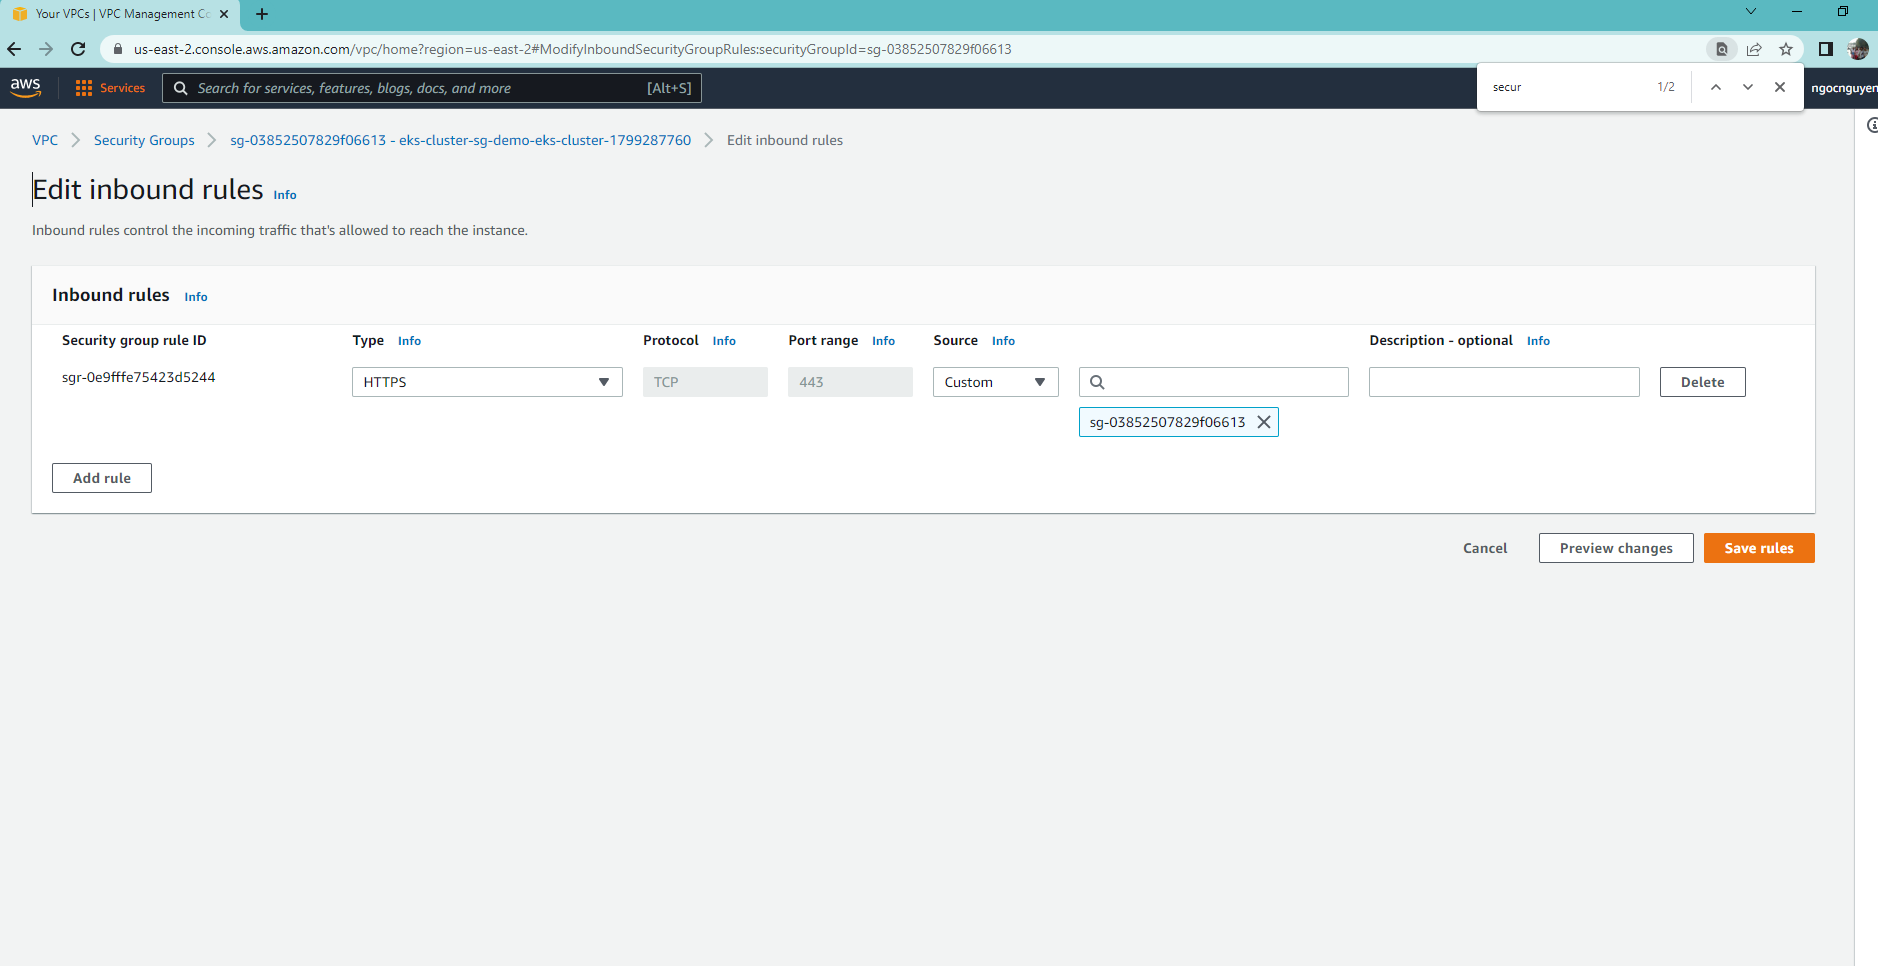 Your VPCs | VPC Management Co
us-east-2.console.aws.amazon.com/vpc/home?region=us-east-2#ModifyInboundSecurityGroupRules:securityGroupId=sg-03852507829f06613
aws
Services
Search for services, features, blogs, docs, and more
[Alt+S]
secur
1/2
ngocnguyen
VPC
Security Groups
sg-03852507829f06613 - eks-cluster-sg-demo-eks-cluster-1799287760
Edit inbound rules
Edit inbound rules Info
Inbound rules control the incoming traffic that's allowed to reach the instance.
Inbound rules Info
Security group rule ID
Type Info
Protocol Info
Port range Info
Source Info
Description - optional Info
sgr-0e9fffe75423d5244
HTTPS
TCP
443
Custom
Delete
sg-03852507829f06613
Add rule
Cancel
Preview changes
Save rules